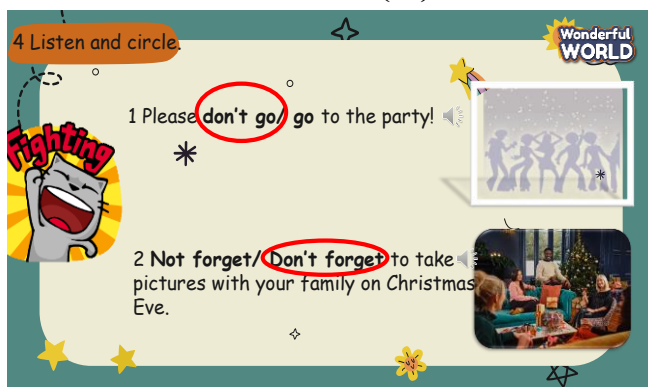 4 Listen and circle.
Wonderful
WORLD
1 Please don't go/ go to the party!
Fighting
2 Not forget/ Don't forget to take
pictures with your family on Christmas
Eve.